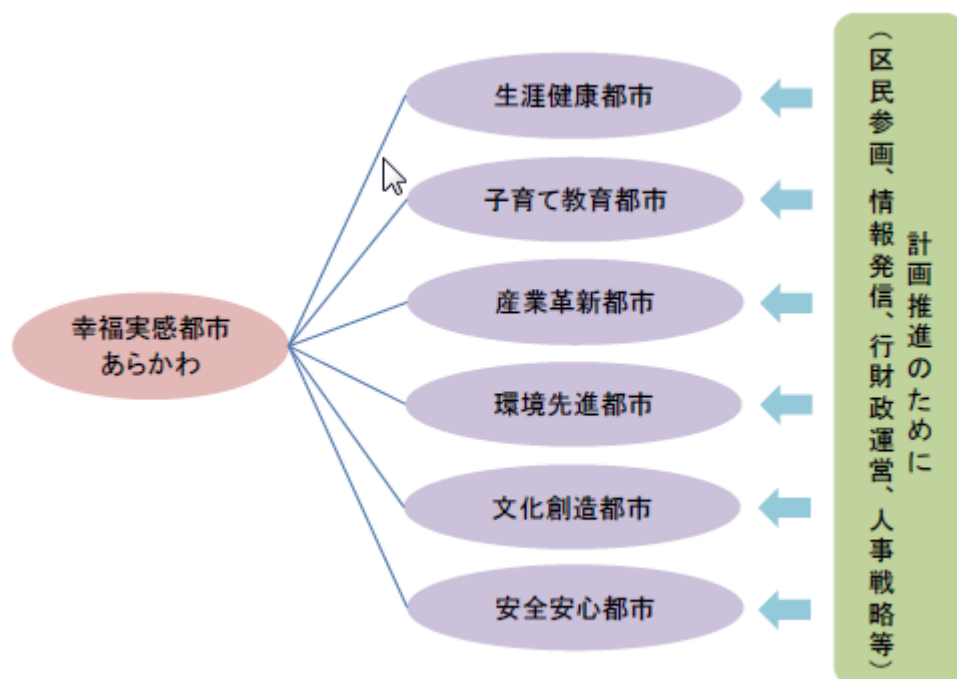 幸福実感都市
あらかわ
生涯健康都市
子育て教育都市
産業革新都市
環境先進都市
文化創造都市
安全安心都市
計画推進のために
（区民参画、情報発信、行財政運営、人事戦略等）